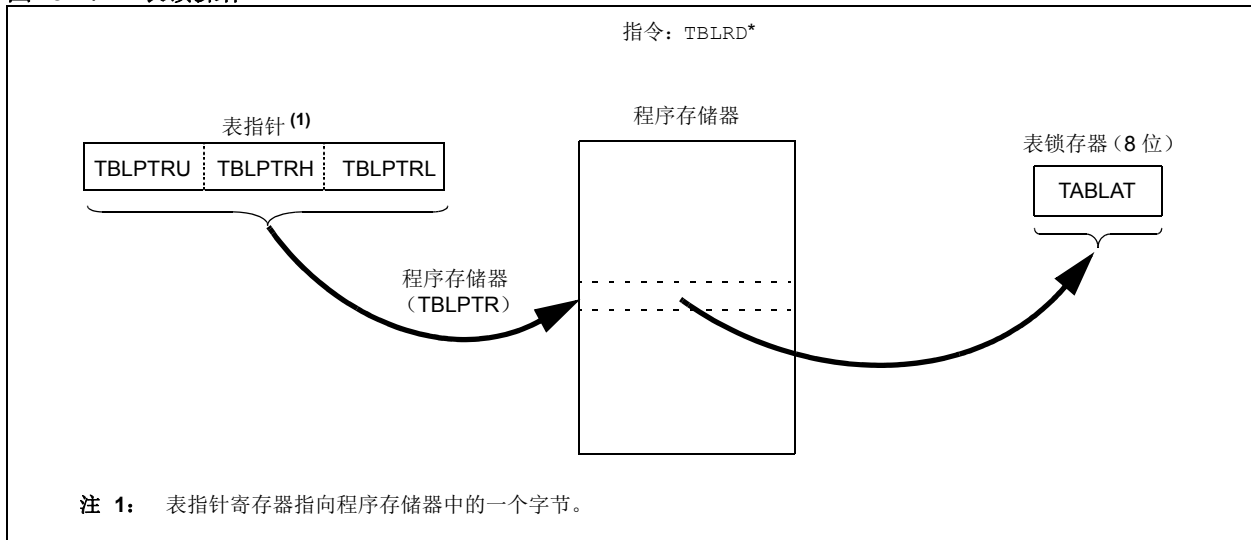 指令：TBLRD*
程序存储器
表指针 (1)
表锁存器（8 位）
TBLPTRU TBLPTRH TBLPTRL
TABLAT
程序存储器
（TBLPTR）
注 1： 表指针寄存器指向程序存储器中的一个字节。